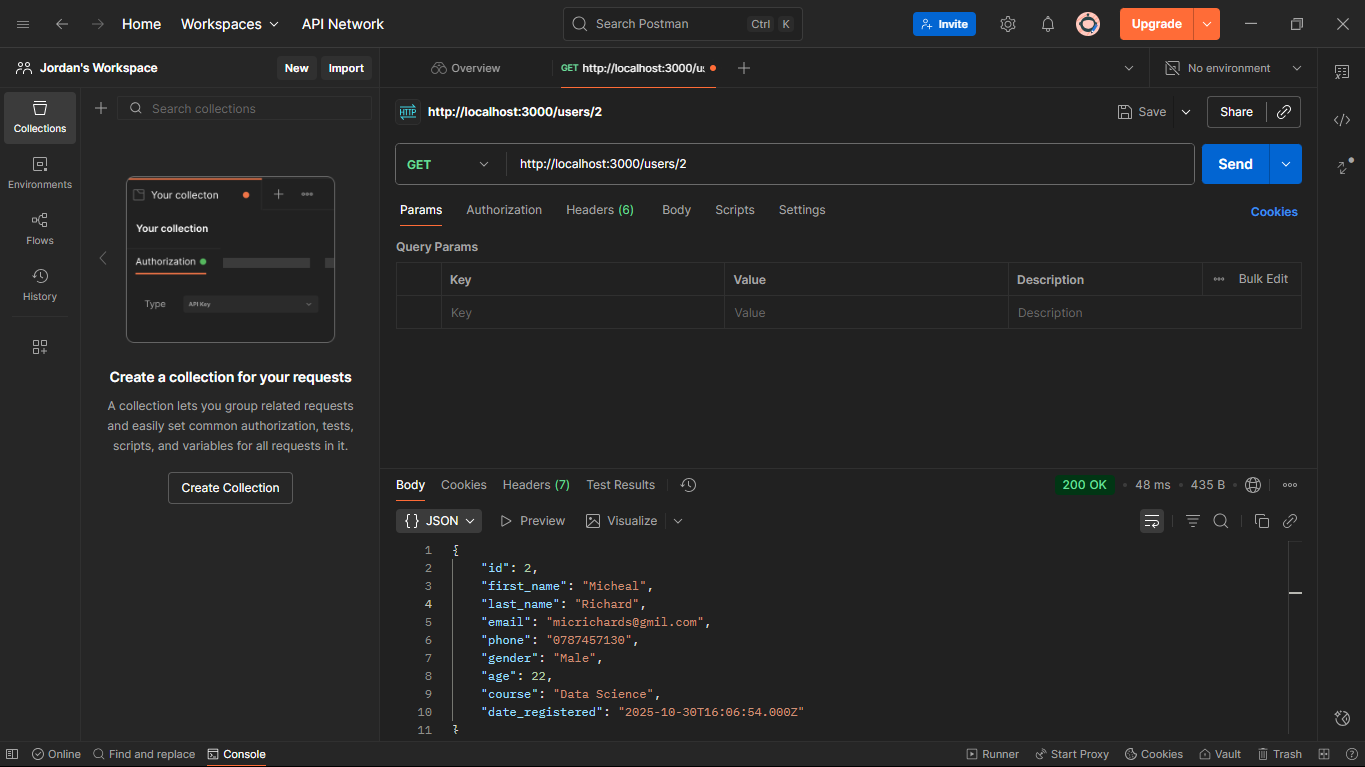 Home Workspaces API Network Search Postman Ctrl K Invite Upgrade
Jordan's Workspace New Import Overview GET http://localhost:3000/u No environment
Collections
Environments
Flows
History
Search collections
Your collecton
Your collection
Authorization
Type API Key
Create a collection for your requests
A collection lets you group related requests
and easily set common authorization, tests,
scripts, and variables for all requests in it.
Create Collection
HTTP http://localhost:3000/users/2 Save Share
GET http://localhost:3000/users/2 Send
Params Authorization Headers (6) Body Scripts Settings Cookies
Query Params
Key Value Description Bulk Edit
Key Value Description
Body Cookies Headers (7) Test Results 200 OK 48 ms 435 B
{} JSON Preview Visualize
1 {
2 "id": 2,
3 "first_name": "Micheal",
4 "last_name": "Richard",
5 "email": "micrichards@gmil.com",
6 "phone": "0787457130",
7 "gender": "Male",
8 "age": 22,
9 "course": "Data Science",
10 "date_registered": "2025-10-30T16:06:54.000Z"
11 }
Online Find and replace Console Runner Start Proxy Cookies Vault Trash